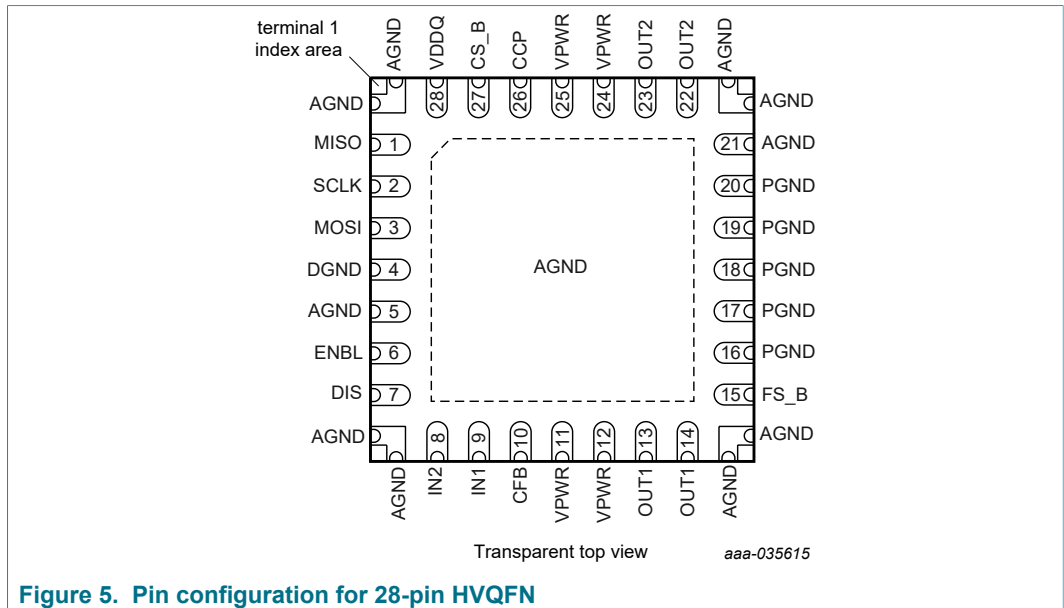 terminal 1
index area
AGND
VDDQ
CS_B
CCP
VPWR
VPWR
OUT2
OUT2
AGND
28
27
26
25
24
23
22
AGND
AGND
MISO 1
21 AGND
SCLK 2
20 PGND
MOSI 3
19 PGND
DGND 4
AGND
18 PGND
AGND 5
17 PGND
ENBL 6
16 PGND
DIS 7
15 FS_B
AGND
AGND
8
9
10
11
12
13
14
AGND
IN2
IN1
CFB
VPWR
VPWR
OUT1
OUT1
AGND
Transparent top view
aaa-035615
Figure 5. Pin configuration for 28-pin HVQFN